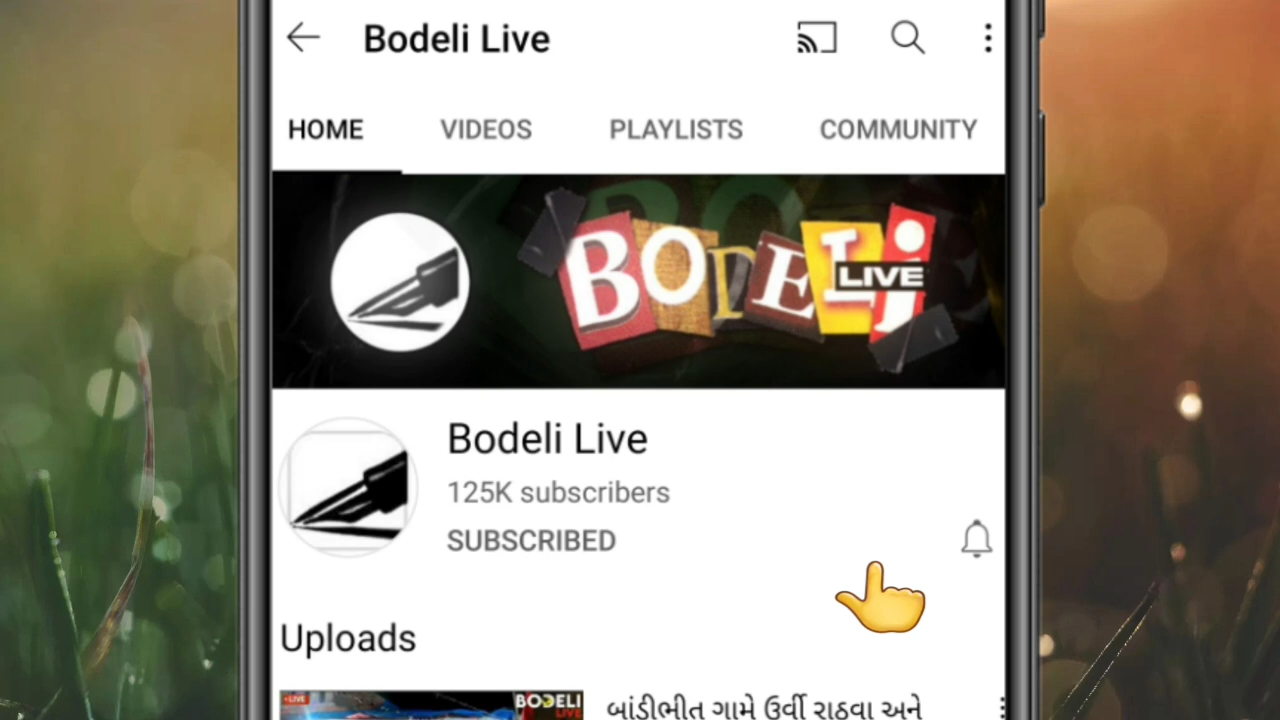 Bodeli Live
HOME VIDEOS PLAYLISTS COMMUNITY
BODELi
LIVE
Bodeli Live
125K subscribers
SUBSCRIBED
Uploads
LIVE
BODELI
LIVE
બાંડીભીત ગામે ઉર્વી રાઠવા અને